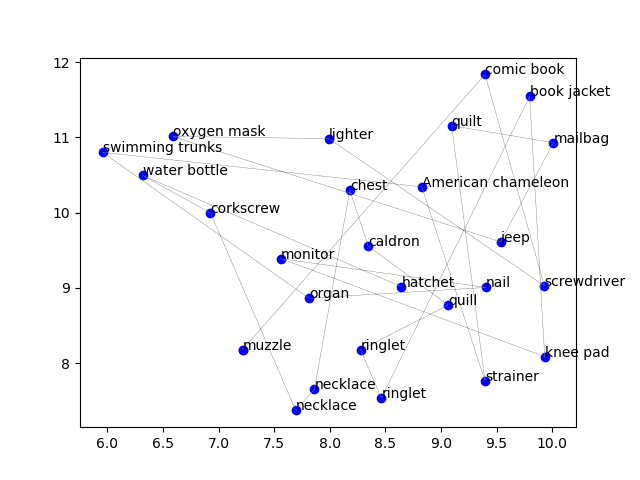 12
comic book
book jacket
quilt
11
oxygen mask
lighter
mailbag
swimming trunks
water bottle
chest
American chameleon
corkscrew
10
caldron
jeep
monitor
hatchet
nail
screwdriver
9
organ
quill
muzzle
ringlet
knee pad
8
strainer
necklace
ringlet
necklace
6.0 6.5 7.0 7.5 8.0 8.5 9.0 9.5 10.0